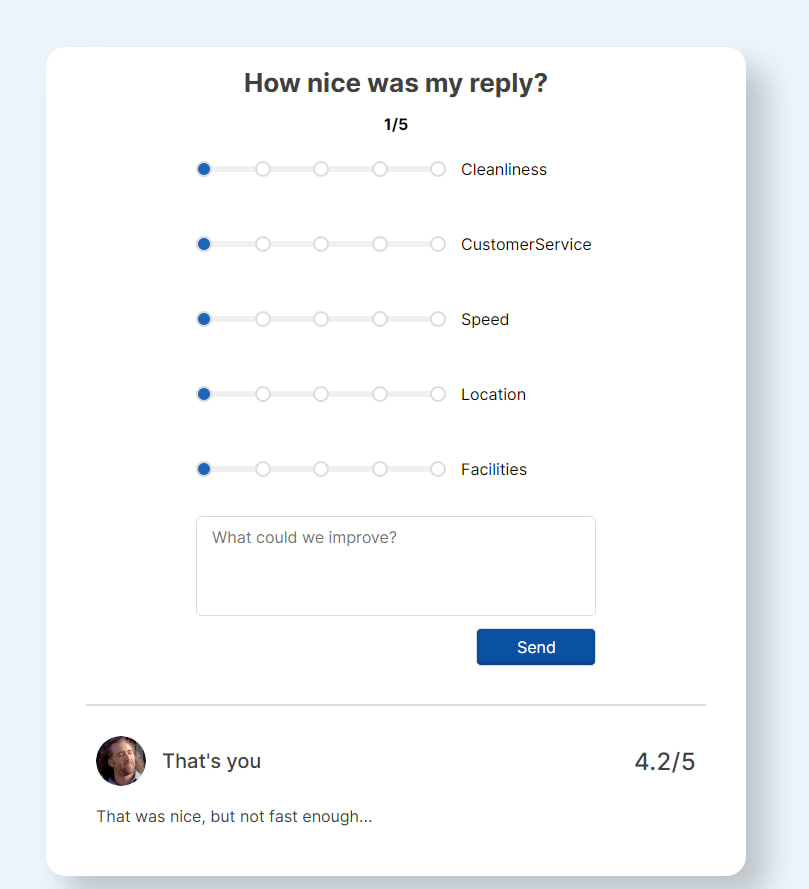 How nice was my reply?
1/5
Cleanliness
CustomerService
Speed
Location
Facilities
What could we improve?
Send
That's you
4.2/5
That was nice, but not fast enough...